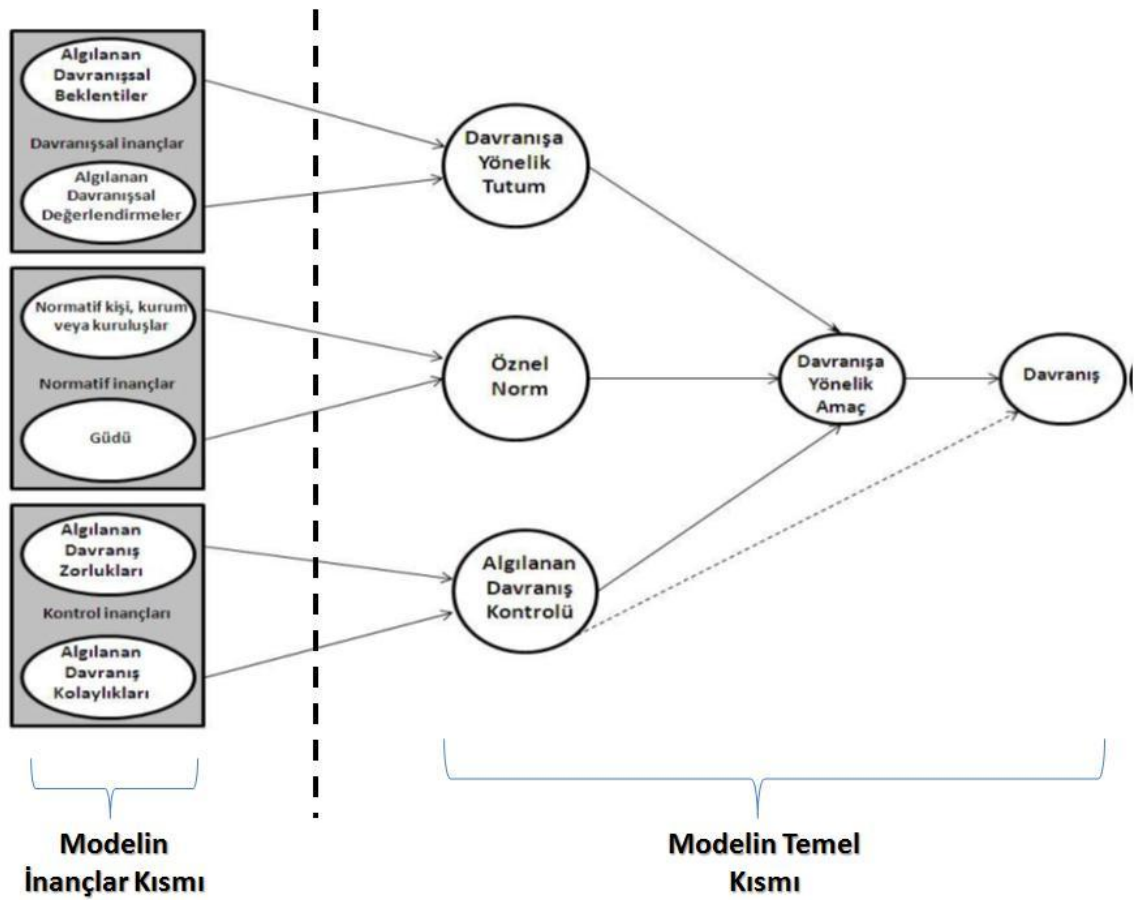 Algılanan
Davranışsal
Beklentiler
Davranışsal inançlar
Algılanan
Davranışsal
Değerlendirmeler
Normatif kişi, kurum
veya kuruluşlar
Normatif inançlar
Güdü
Algılanan
Davranış
Zorlukları
Kontrol inançları
Algılanan
Davranış
Kolaylıkları
Davranışa
Yönelik
Tutum
Öznel
Norm
Algılanan
Davranış
Kontrolü
Davranışa
Yönelik
Amaç
Davranış
Modelin
İnançlar Kısmı
Modelin Temel
Kısmı